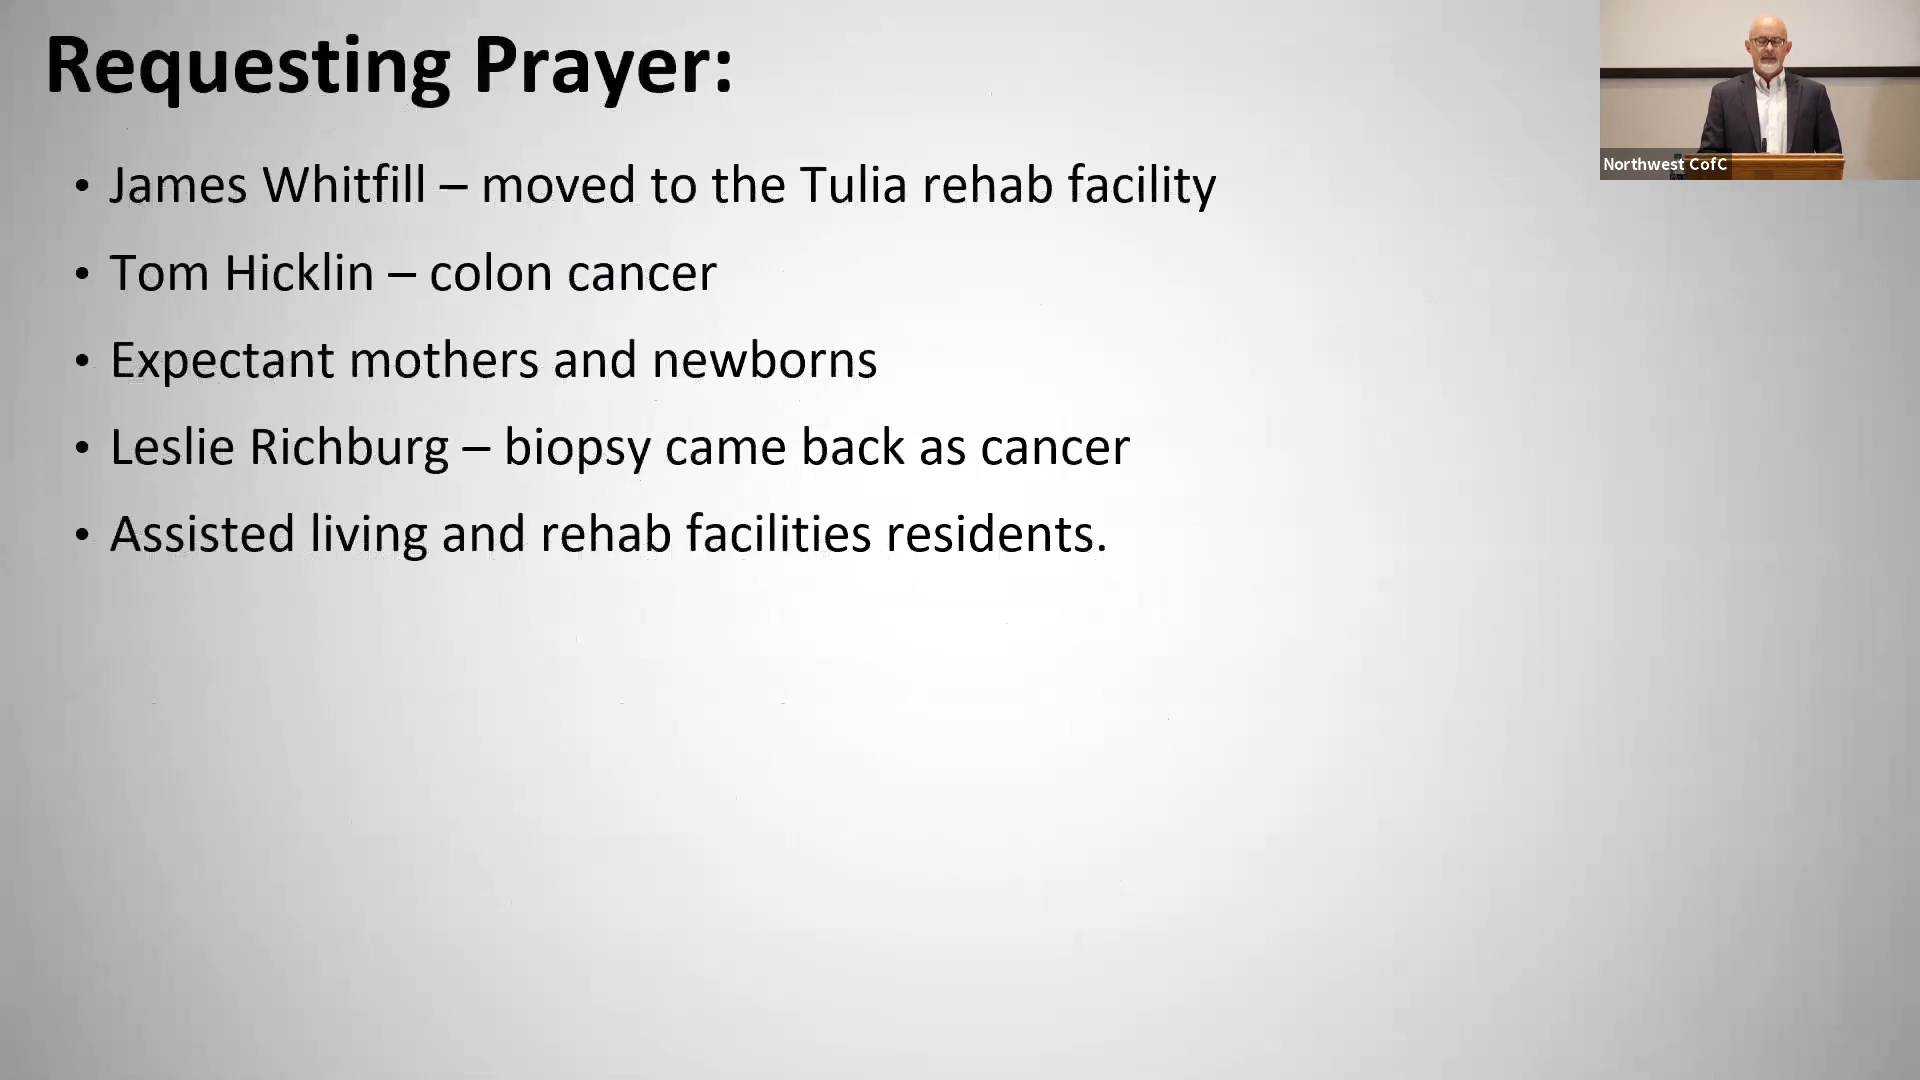 Requesting Prayer:
• James Whitfill – moved to the Tulia rehab facility
• Tom Hicklin – colon cancer
• Expectant mothers and newborns
• Leslie Richburg – biopsy came back as cancer
• Assisted living and rehab facilities residents.
Northwest CofC